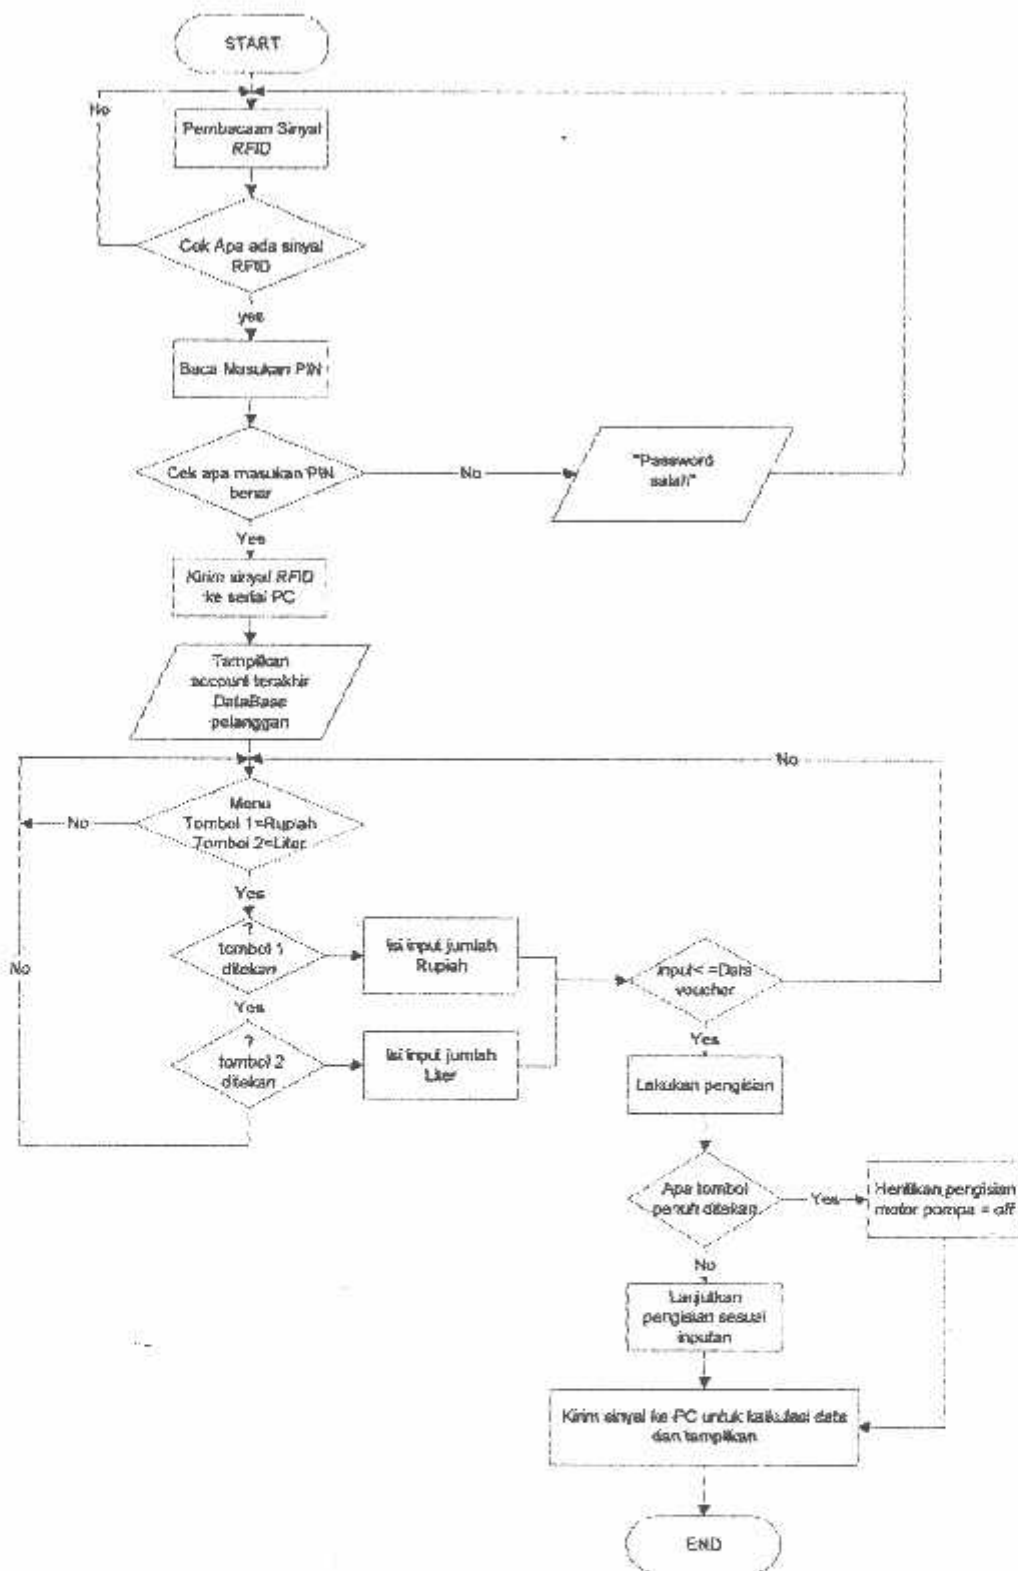 START
No
Pembacaan Sinyal
RFID
Cek Apa ada sinyal
RFID
yes
Baca Masukan PIN
Cek apa masukan PIN
benar
No
"Password
salah"
Yes
Kirim sinyal RFID
ke serial PC
Tampilkan
account terakhir
DataBase
pelanggan
No
Menu
Tombol 1=Rupiah
Tombol 2=Liter
No
Yes
?
tombol 1
ditekan
Isi input jumlah
Rupiah
input< =Data
voucher
No
Yes
?
tombol 2
ditekan
Isi input jumlah
Liter
Yes
Lakukan pengisian
Apa tombol
penuh ditekan
Yes
Hentikan pengisian
motor pompa = off
No
Lanjutkan
pengisian sesuai
inputan
Kirim sinyal ke PC untuk kalkulasi data
dan tampilkan
END